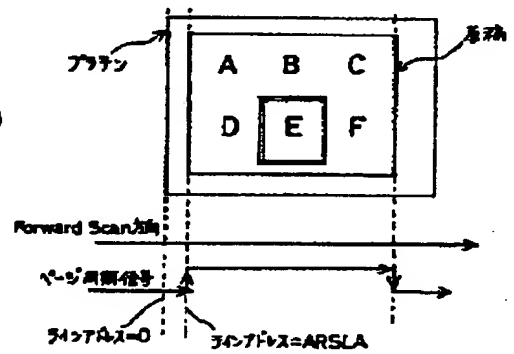 プラテン
原稿
A B C
D E F
Forward Scan方向
ページ同期信号
ラインアドレス=0
ラインアドレス=ARSLA